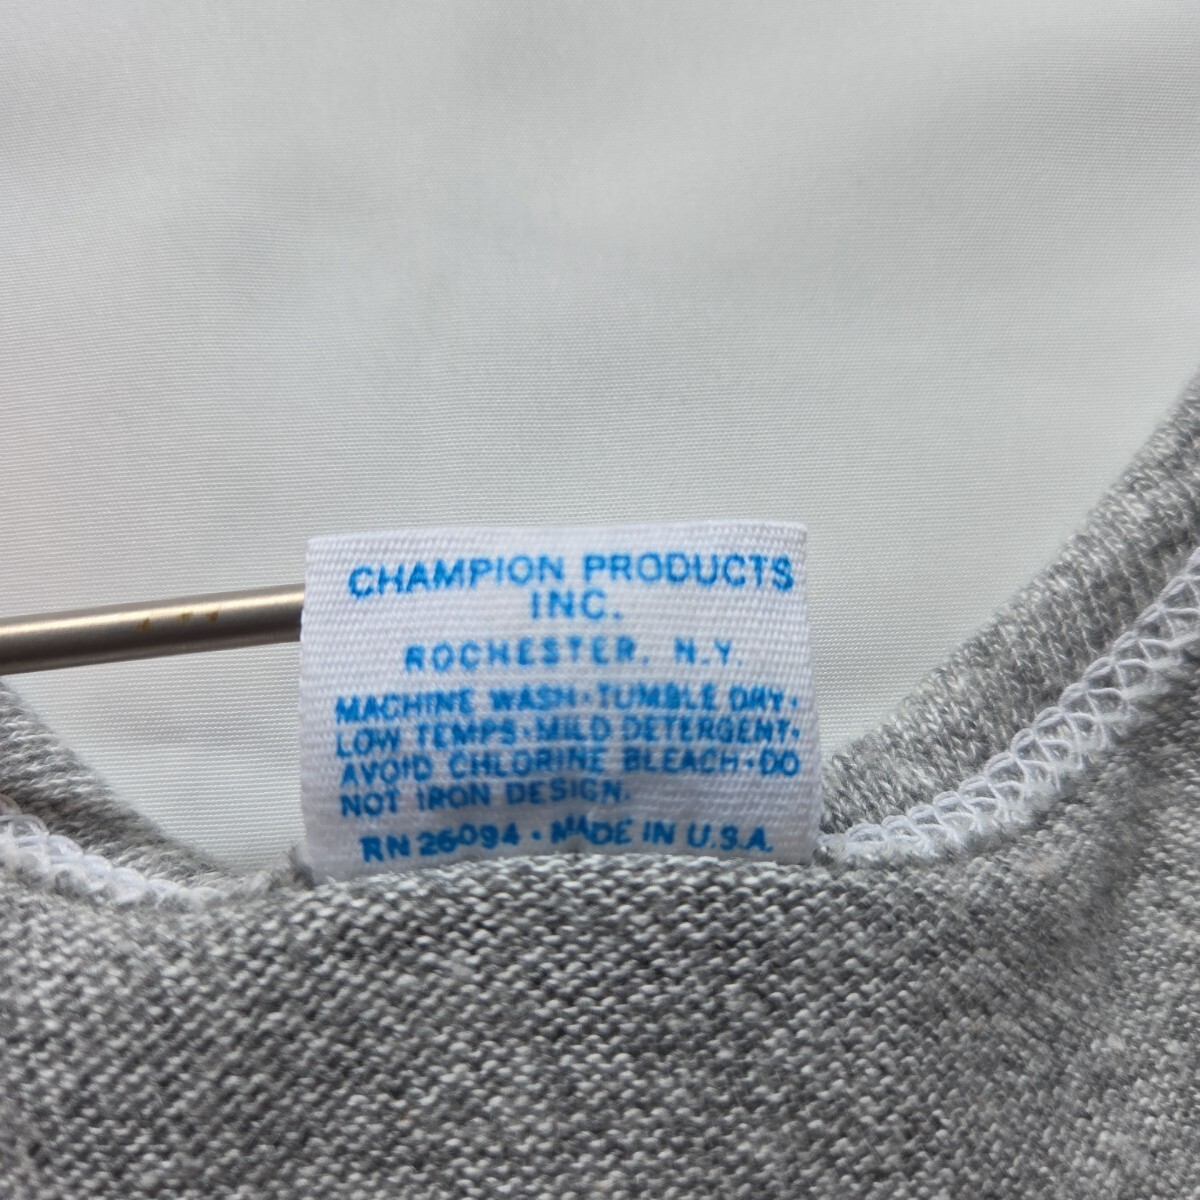 CHAMPION PRODUCTS
INC.
ROCHESTER, N.Y.
MACHINE WASH·TUMBLE DRY·
LOW TEMPS·MILD DETERGENT·
AVOID CHLORINE BLEACH·DO
NOT IRON DESIGN.
RN 26094 · MADE IN U.S.A.